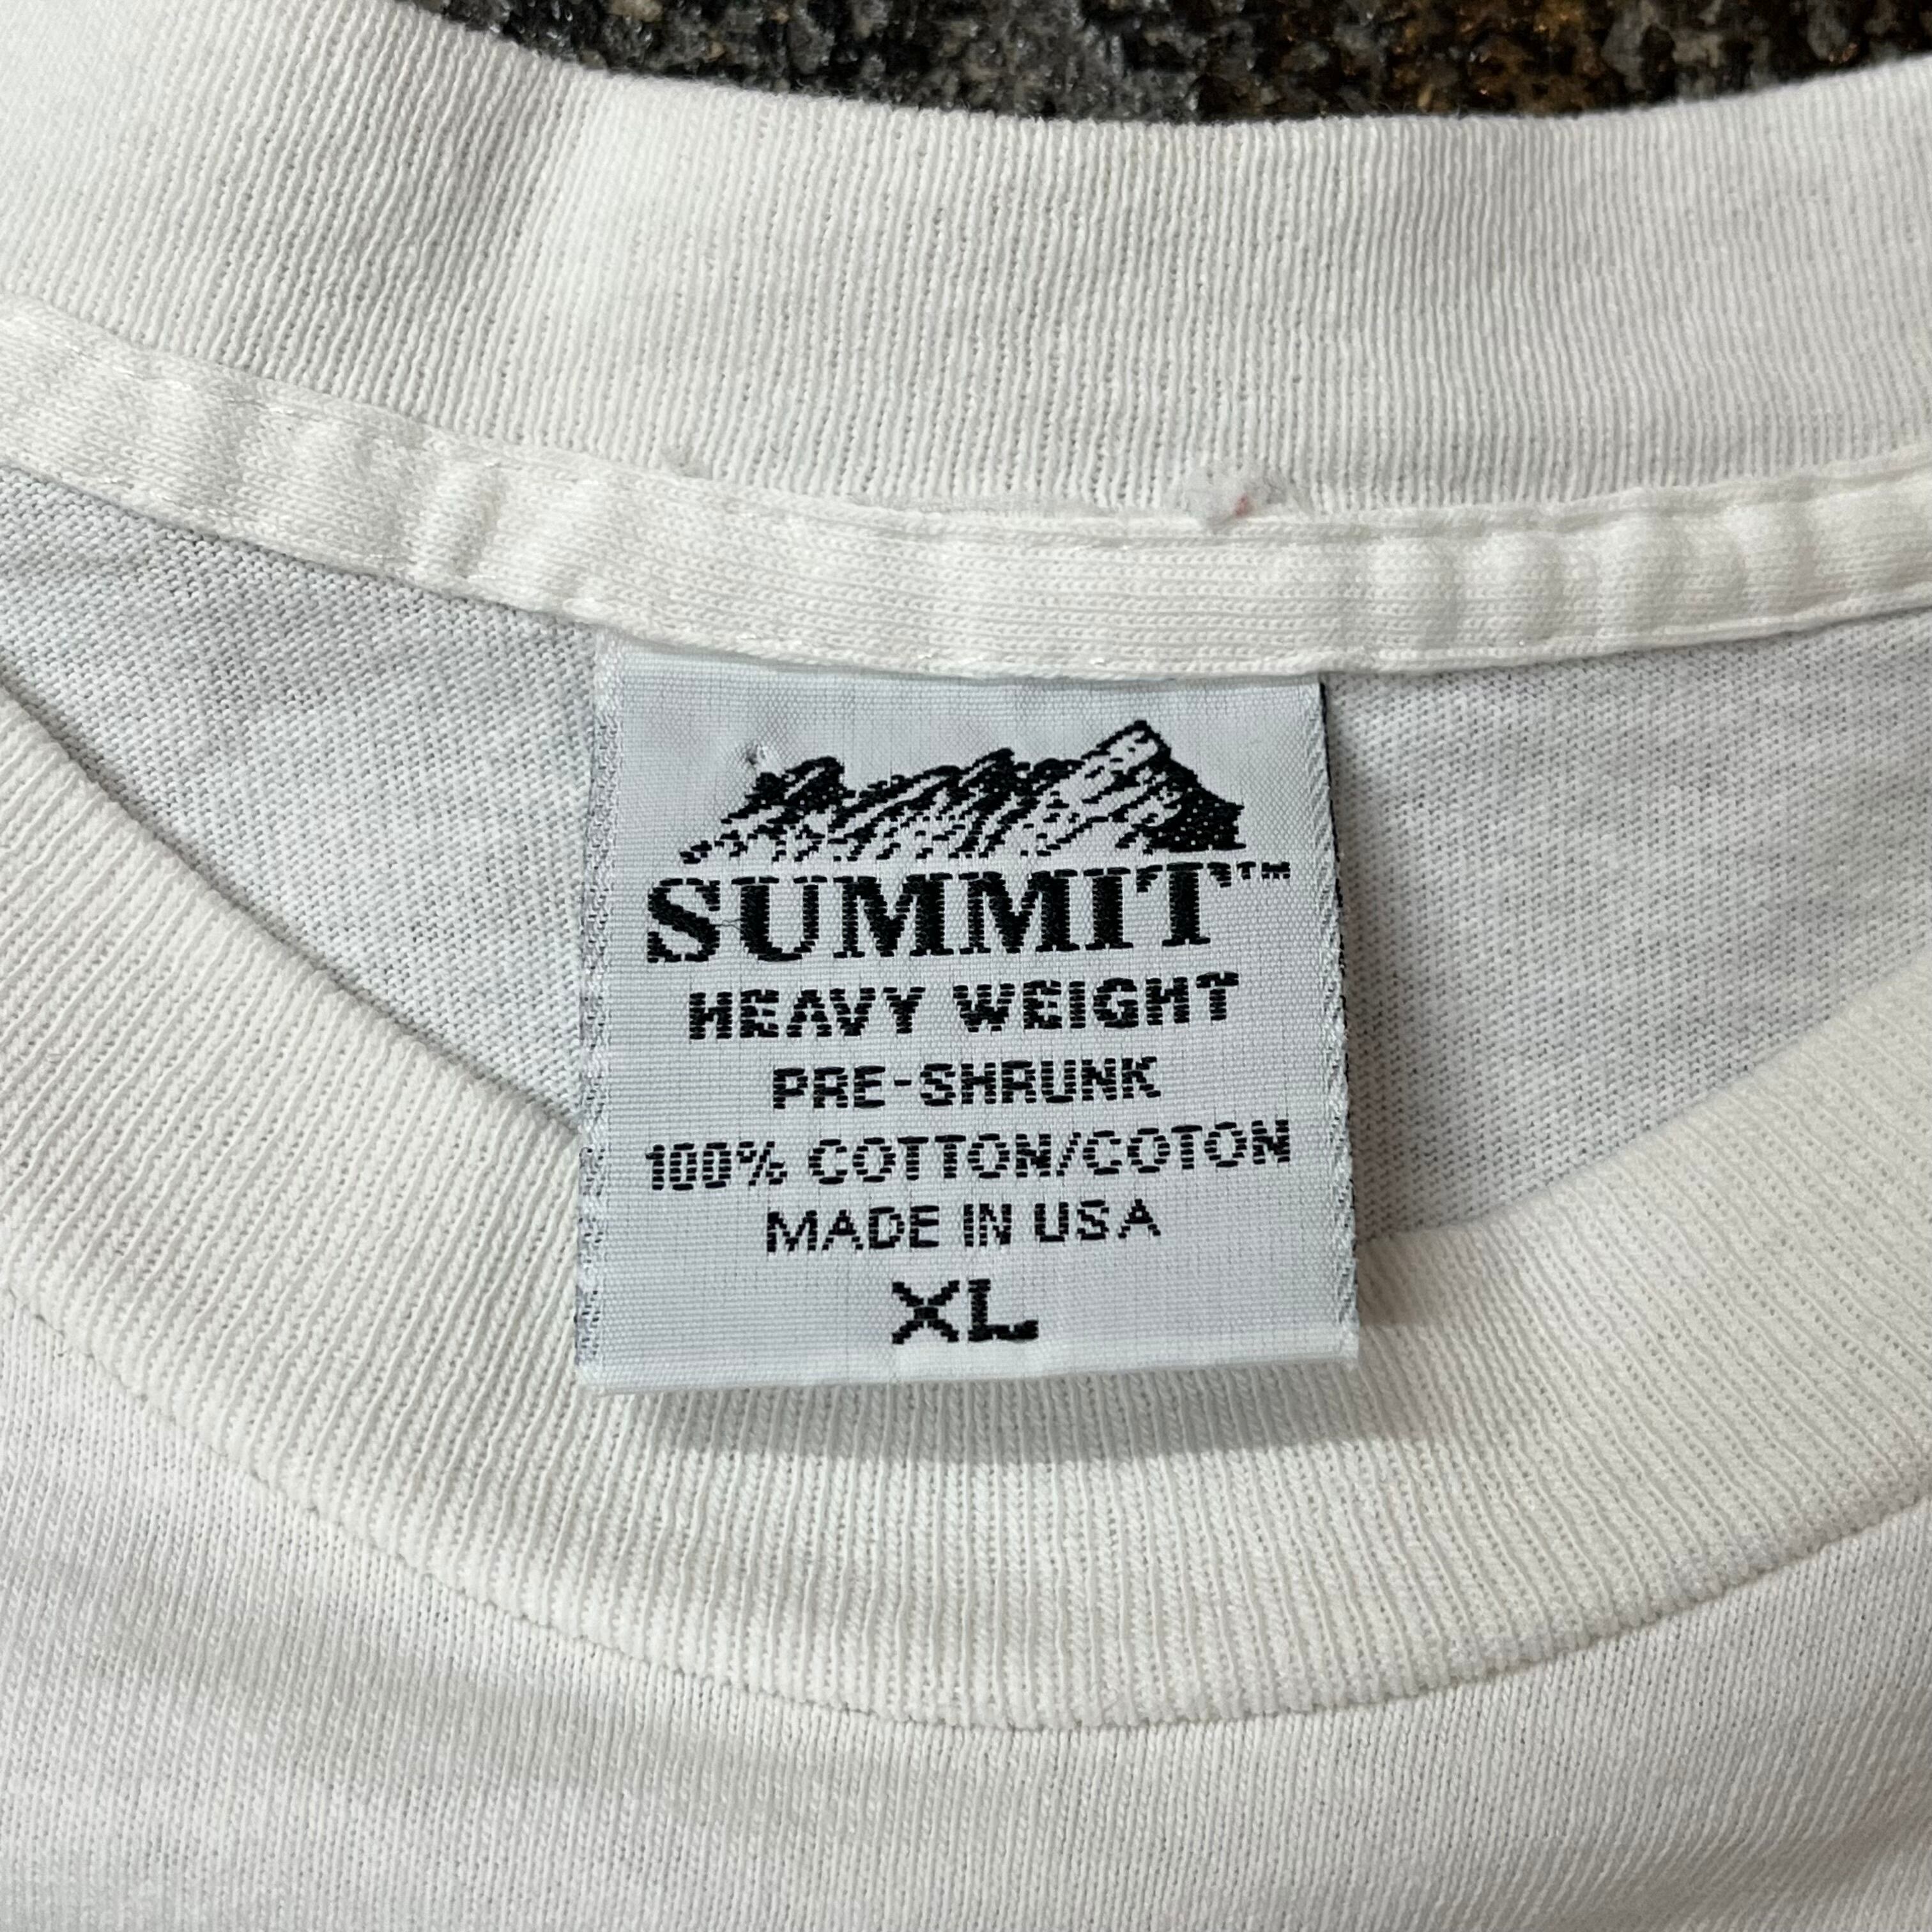 SUMMIT™
HEAVY WEIGHT
PRE-SHRUNK
100% COTTON/COTON
MADE IN USA
XL